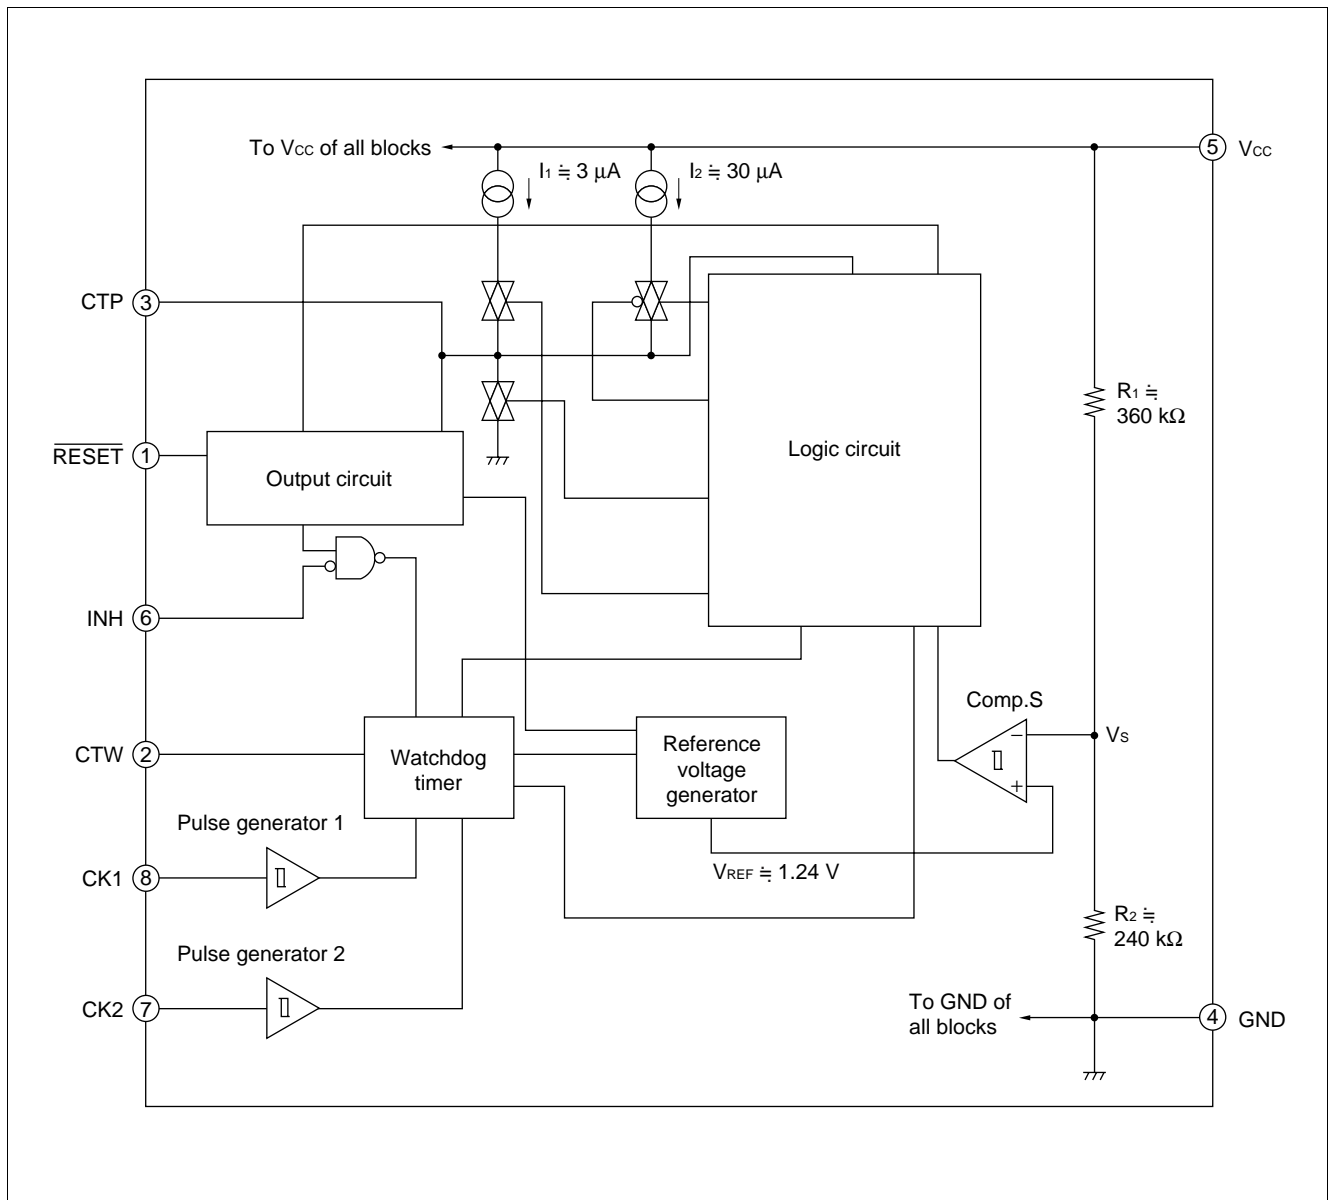 To VCC of all blocks
I1 ≒ 3 μA
I2 ≒ 30 μA
5
VCC
CTP
3
R1 ≒
360 kΩ
RESET
1
Output circuit
Logic circuit
INH
6
Comp.S
CTW
2
Watchdog
timer
Reference
voltage
generator
−
+
VS
Pulse generator 1
CK1
8
VREF ≒ 1.24 V
R2 ≒
240 kΩ
Pulse generator 2
CK2
7
To GND of
all blocks
4
GND